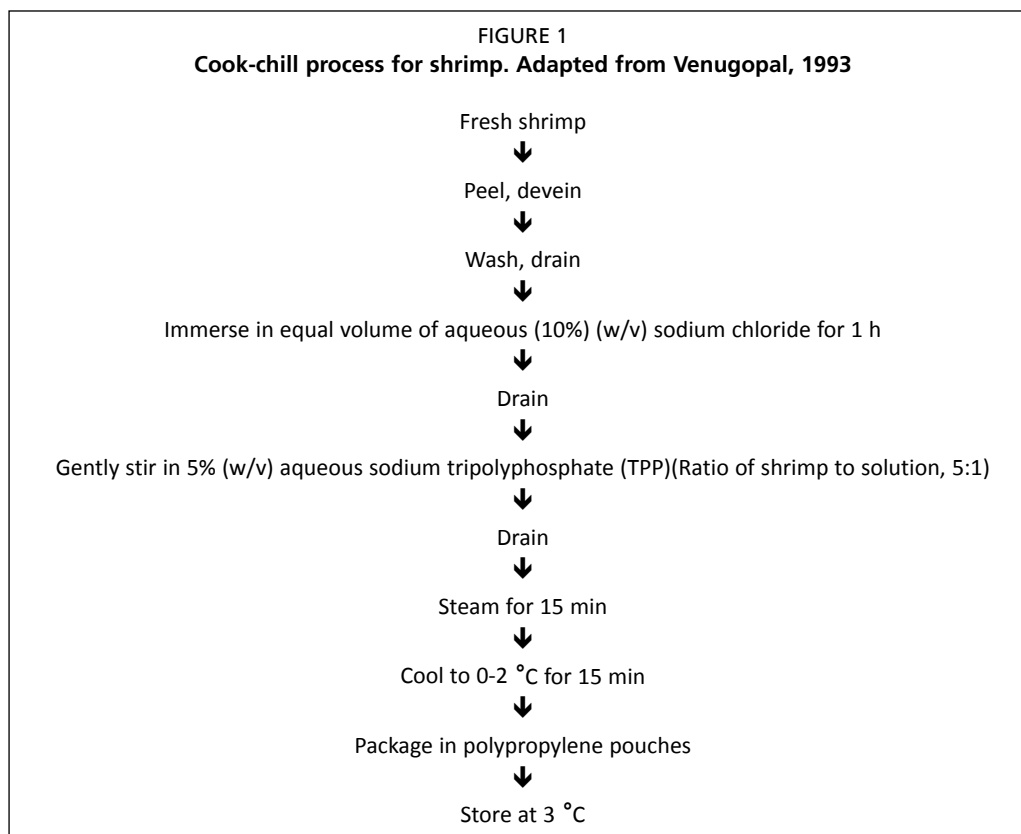 FIGURE 1
Cook-chill process for shrimp. Adapted from Venugopal, 1993
Fresh shrimp
Peel, devein
Wash, drain
Immerse in equal volume of aqueous (10%) (w/v) sodium chloride for 1 h
Drain
Gently stir in 5% (w/v) aqueous sodium tripolyphosphate (TPP)(Ratio of shrimp to solution, 5:1)
Drain
Steam for 15 min
Cool to 0-2 °C for 15 min
Package in polypropylene pouches
Store at 3 °C